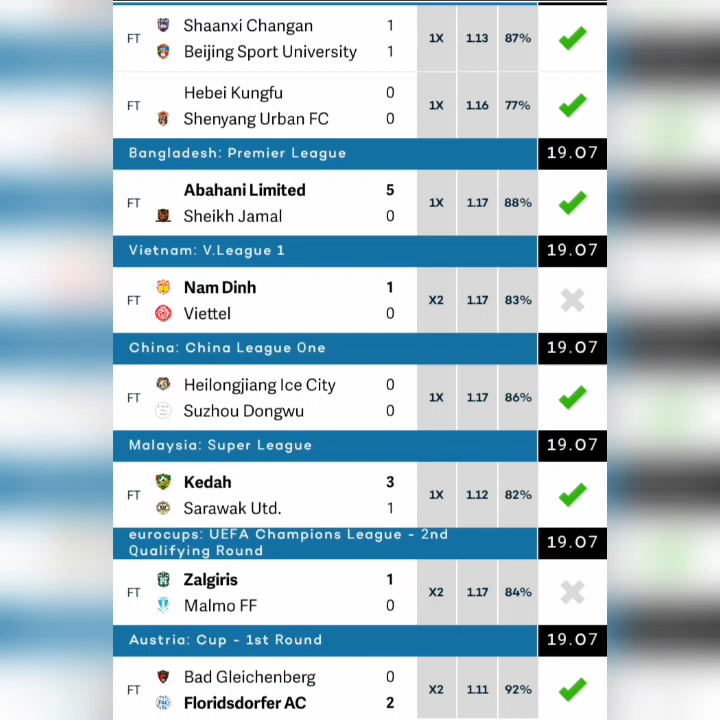 Shaanxi Changan 1
FT 1X 1.13 87%
Beijing Sport University 1
Hebei Kungfu 0
FT 1X 1.16 77%
Shenyang Urban FC 0
Bangladesh: Premier League 19.07
Abahani Limited 5
FT 1X 1.17 88%
Sheikh Jamal 0
Vietnam: V.League 1 19.07
Nam Dinh 1
FT X2 1.17 83%
Viettel 0
China: China League One 19.07
Heilongjiang Ice City 0
FT 1X 1.17 86%
Suzhou Dongwu 0
Malaysia: Super League 19.07
Kedah 3
FT 1X 1.12 82%
Sarawak Utd. 1
eurocups: UEFA Champions League - 2nd
Qualifying Round 19.07
Zalgiris 1
FT X2 1.17 84%
Malmo FF 0
Austria: Cup - 1st Round 19.07
Bad Gleichenberg 0
FT X2 1.11 92%
Floridsdorfer AC 2